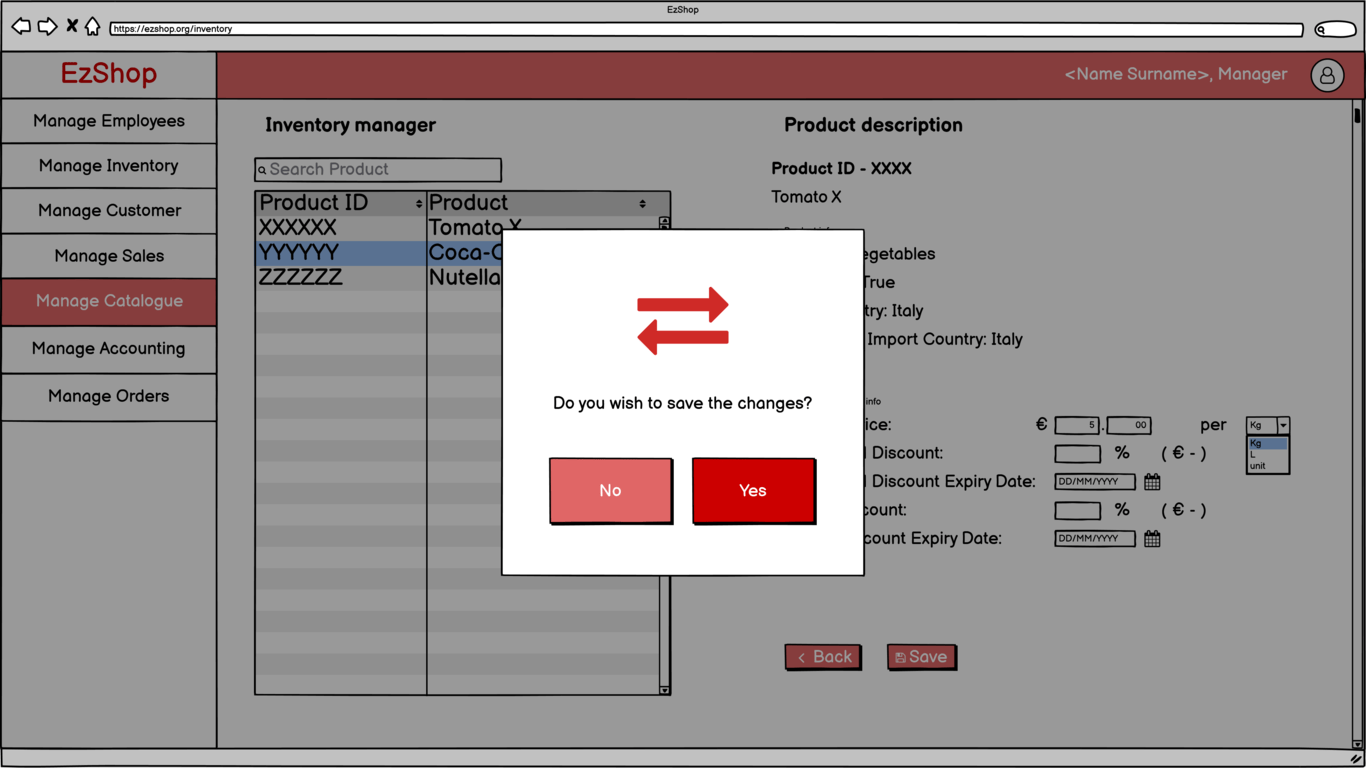 EzShop
https://ezshop.org/inventory
EzShop
<Name Surname>, Manager
Manage Employees
Manage Inventory
Manage Customer
Manage Sales
Manage Catalogue
Manage Accounting
Manage Orders
Inventory manager
Search Product
Product ID Product
XXXXXX Tomato X
YYYYYY Coca-C
ZZZZZZ Nutella
Do you wish to save the changes?
No Yes
Product description
Product ID - XXXX
Tomato X
egetables
True
try: Italy
Import Country: Italy
info
ice: € 5 . 00 per Kg
Kg
L
unit
l Discount: % ( € - )
l Discount Expiry Date: DD/MM/YYYY
count: % ( € - )
count Expiry Date: DD/MM/YYYY
< Back Save